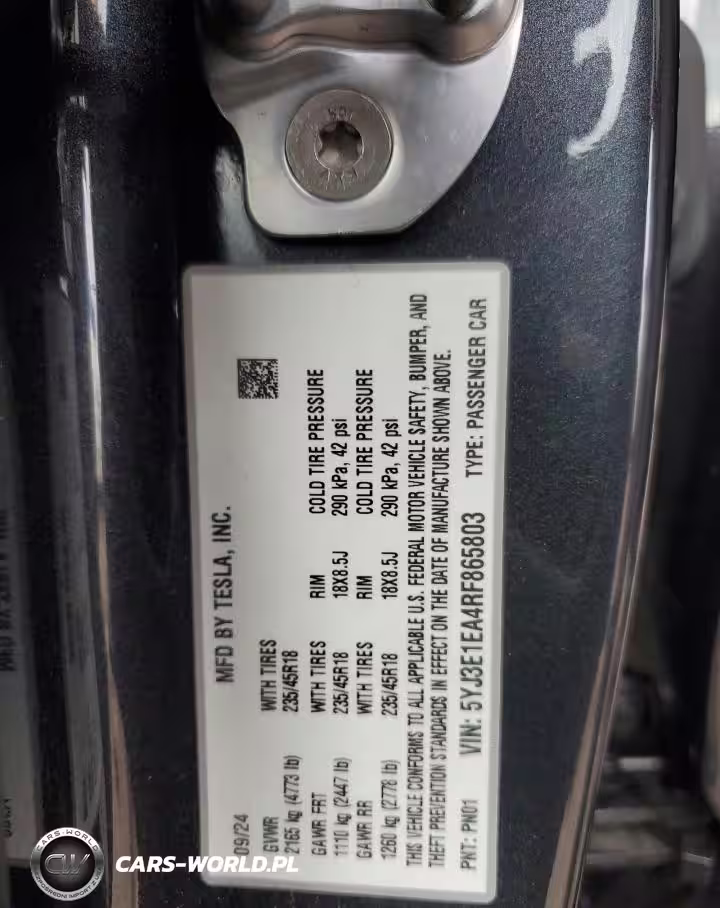 MFD BY TESLA, INC.
09/24
GVWR WITH TIRES
2165 kg (4773 lb) 235/45R18
GAWR FRT WITH TIRES RIM COLD TIRE PRESSURE
1110 kg (2447 lb) 235/45R18 18X8.5J 290 kPa, 42 psi
GAWR RR WITH TIRES RIM COLD TIRE PRESSURE
1260 kg (2778 lb) 235/45R18 18X8.5J 290 kPa, 42 psi
THIS VEHICLE CONFORMS TO ALL APPLICABLE U.S. FEDERAL MOTOR VEHICLE SAFETY, BUMPER, AND
THEFT PREVENTION STANDARDS IN EFFECT ON THE DATE OF MANUFACTURE SHOWN ABOVE.
PNT: PN01 VIN: 5YJ3E1EA4RF865803 TYPE: PASSENGER CAR
CARS-WORLD
CW
CARS-WORLD.PL